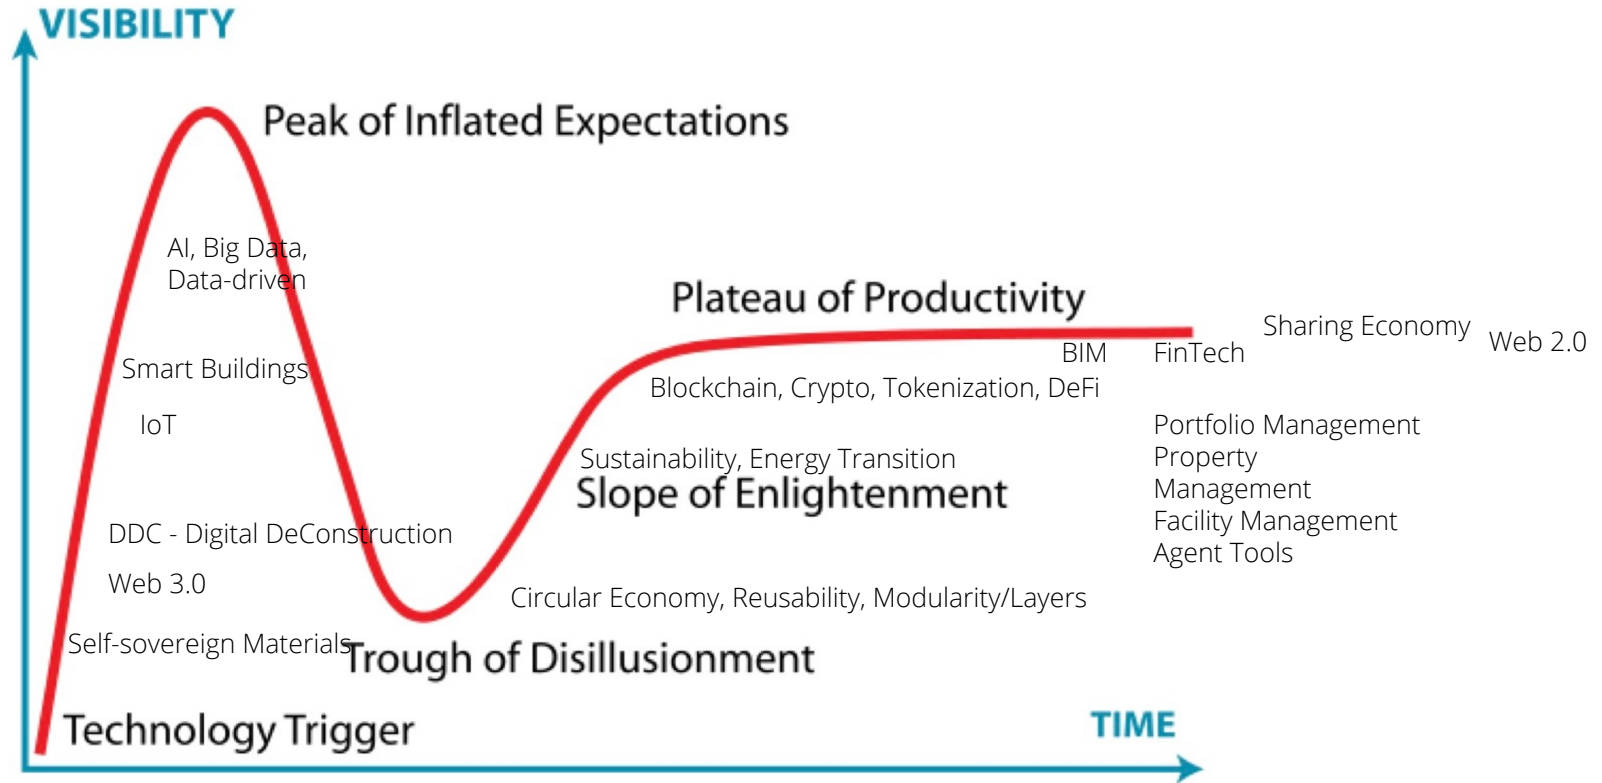 VISIBILITY
Peak of Inflated Expectations
AI, Big Data,
Data-driven
Smart Buildings
IoT
DDC - Digital DeConstruction
Web 3.0
Self-sovereign Materials
Trough of Disillusionment
Technology Trigger
Plateau of Productivity
BIM
FinTech
Sharing Economy
Web 2.0
Blockchain, Crypto, Tokenization, DeFi
Sustainability, Energy Transition
Slope of Enlightenment
Circular Economy, Reusability, Modularity/Layers
Portfolio Management
Property
Management
Facility Management
Agent Tools
TIME